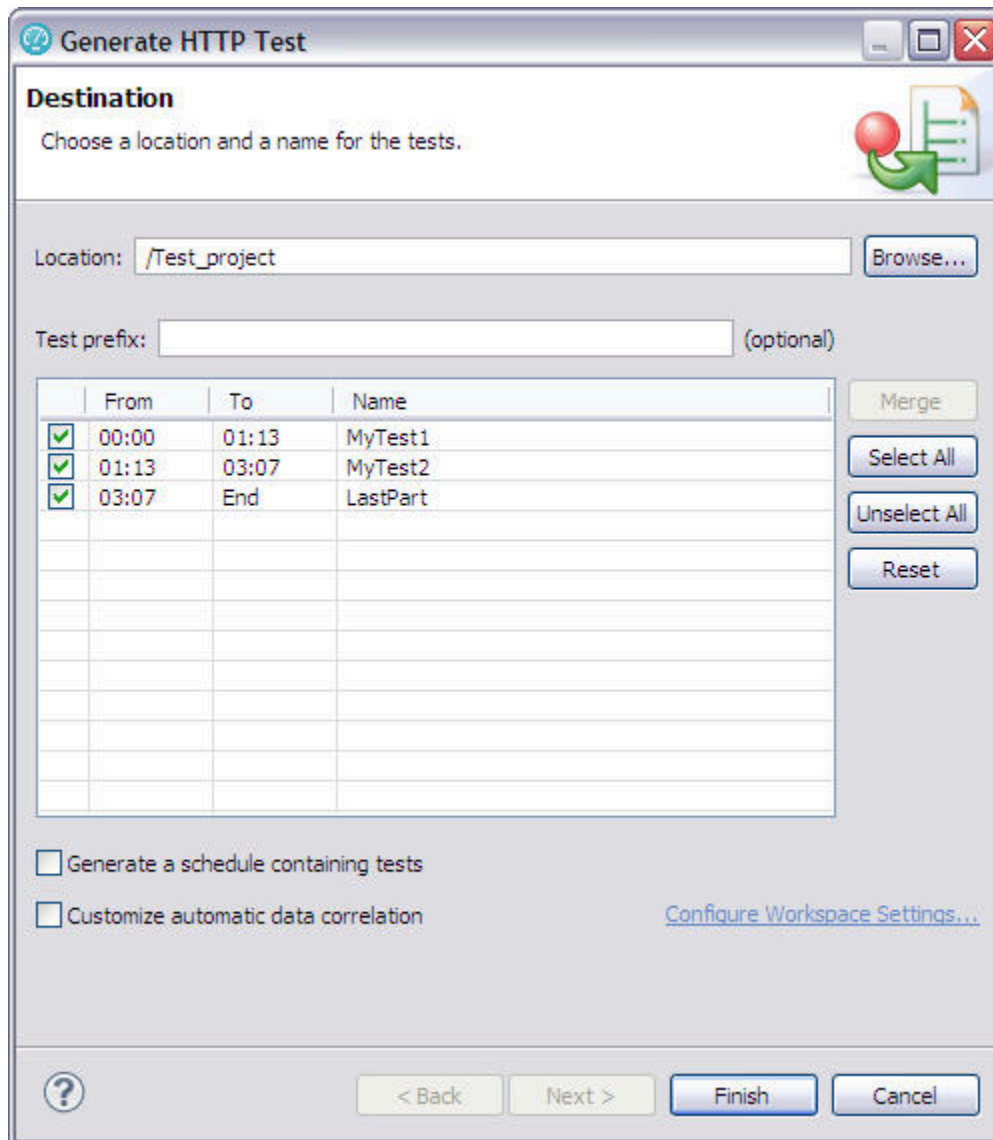 Generate HTTP Test
Destination
Choose a location and a name for the tests.
Location: /Test_project Browse...
Test prefix: (optional)
From To Name Merge
00:00 01:13 MyTest1
01:13 03:07 MyTest2 Select All
03:07 End LastPart
Unselect All
Reset
Generate a schedule containing tests
Customize automatic data correlation Configure Workspace Settings...
? < Back Next > Finish Cancel